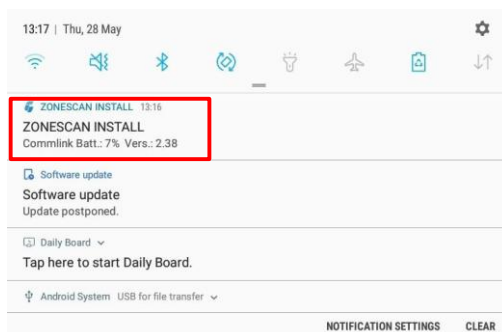 13:17 | Thu, 28 May
ZONESCAN INSTALL 13:16
ZONESCAN INSTALL
Commlink Batt.: 7% Vers.: 2.38
Software update
Software update
Update postponed.
Daily Board
Tap here to start Daily Board.
Android System USB for file transfer
NOTIFICATION SETTINGS CLEAR